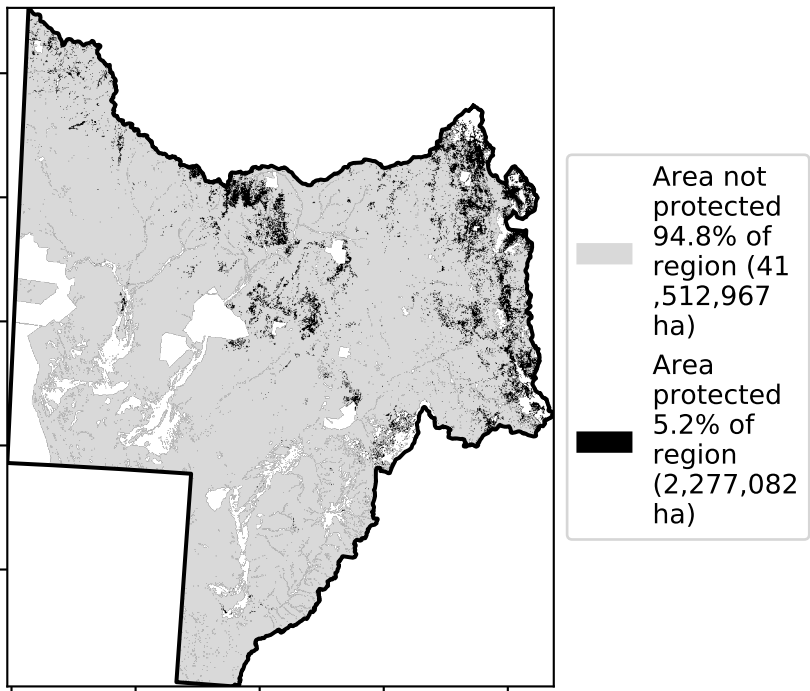 Area not
protected
94.8% of
region (41
,512,967
ha)
Area
protected
5.2% of
region
(2,277,082
ha)